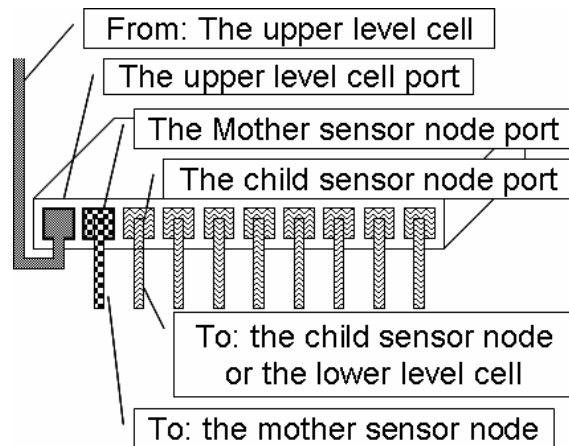 From: The upper level cell
The upper level cell port
The Mother sensor node port
The child sensor node port
To: the child sensor node
or the lower level cell
To: the mother sensor node